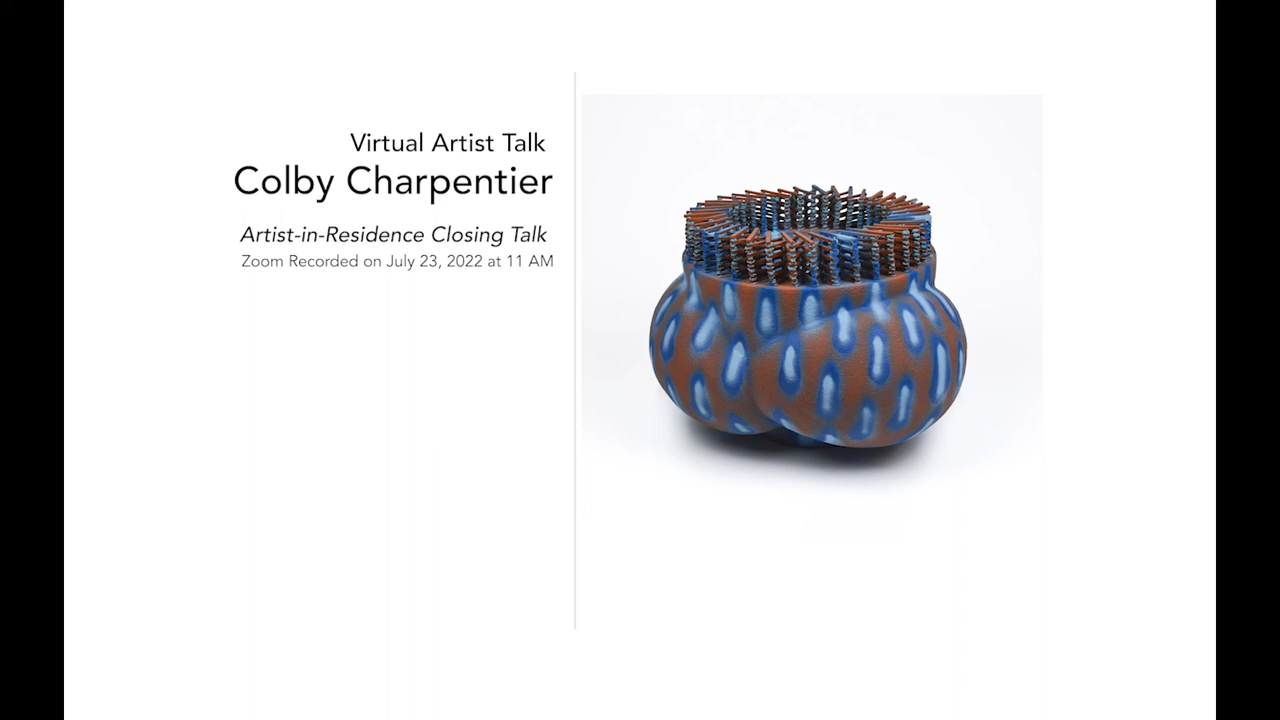 Virtual Artist Talk
Colby Charpentier
Artist-in-Residence Closing Talk
Zoom Recorded on July 23, 2022 at 11 AM